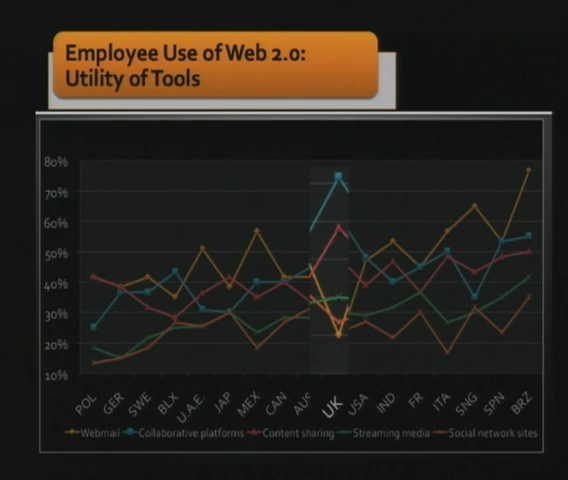 Employee Use of Web 2.0:
Utility of Tools
80%
70%
60%
50%
40%
30%
20%
10%
POL GER SWE BLX U.A.E. JAP MEX CAN UK USA IND FR ITA SNG SPN BRZ
Webmail Collaborative platforms Content sharing Streaming media Social network sites